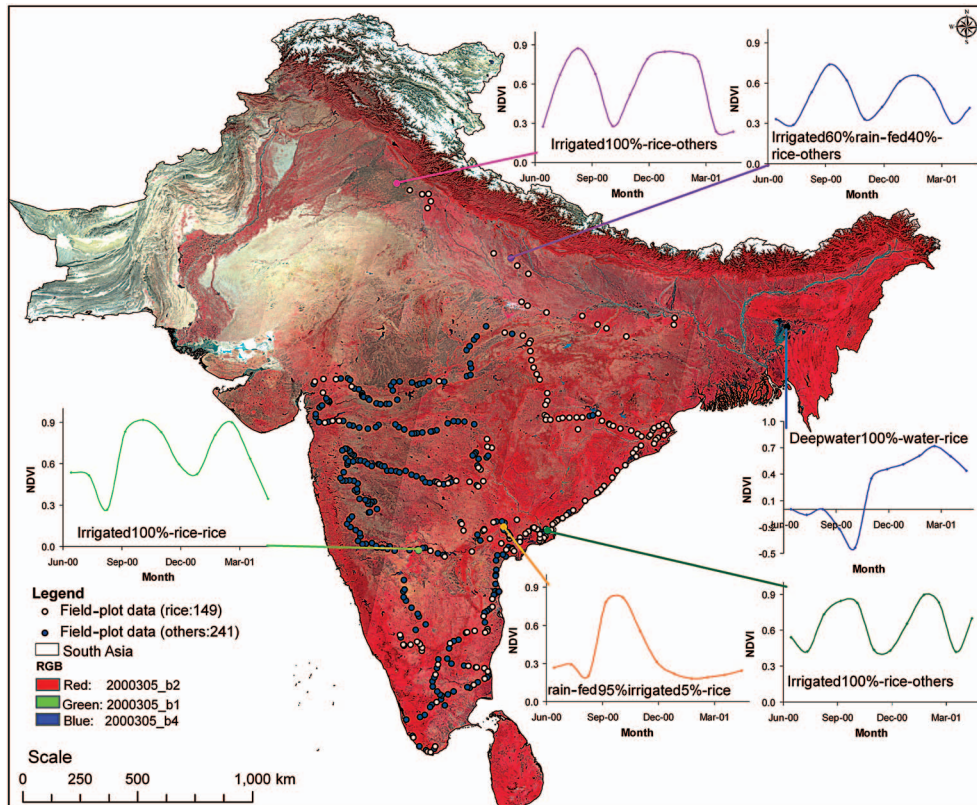 N
W
S
NDVI
0.9
0.6
0.3
0.0
Irrigated100%-rice-others
Jun-00 Sep-00 Dec-00 Mar-01
Month
NDVI
0.9
0.6
0.3
0.0
Irrigated60%rain-fed40%-
rice-others
Jun-00 Sep-00 Dec-00 Mar-01
Month
NDVI
0.9
0.6
0.3
0.0
Irrigated100%-rice-rice
Jun-00 Sep-00 Dec-00 Mar-01
Month
Deepwater100%-water-rice
NDVI
1.0
0.7
0.4
0.1
-0.2
-0.5
Jun-00 Sep-00 Dec-00 Mar-01
Month
NDVI
0.9
0.6
0.3
0.0
rain-fed95%irrigated5%-rice
Jun-00 Sep-00 Dec-00 Mar-01
Month
NDVI
0.9
0.6
0.3
0.0
Irrigated100%-rice-others
Jun-00 Sep-00 Dec-00 Mar-01
Month
Legend
Field-plot data (rice:149)
Field-plot data (others:241)
South Asia
RGB
Red: 2000305_b2
Green: 2000305_b1
Blue: 2000305_b4
Scale
0 250 500 1,000 km